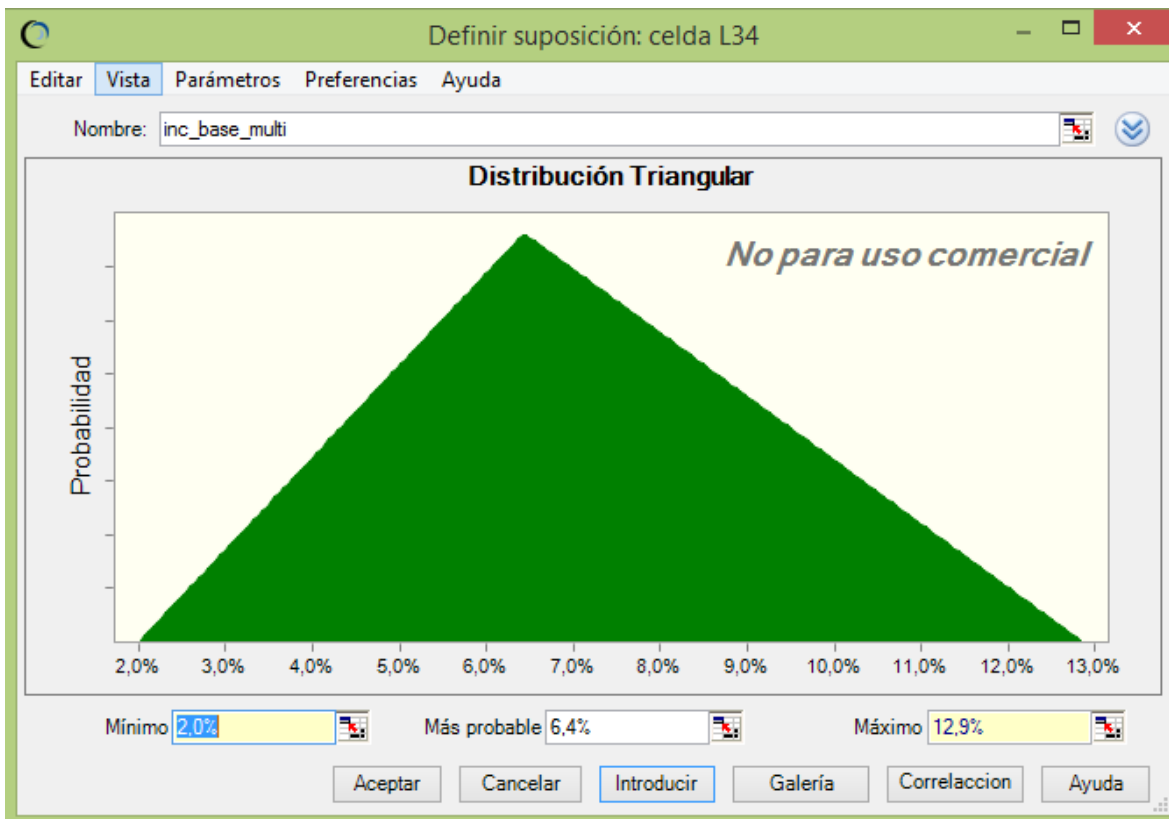 Definir suposición: celda L34
Editar Vista Parámetros Preferencias Ayuda
Nombre: inc_base_multi
Distribución Triangular
No para uso comercial
Probabilidad
2,0% 3,0% 4,0% 5,0% 6,0% 7,0% 8,0% 9,0% 10,0% 11,0% 12,0% 13,0%
Mínimo 2,0% Más probable 6,4% Máximo 12,9%
Aceptar Cancelar Introducir Galería Correlaccion Ayuda